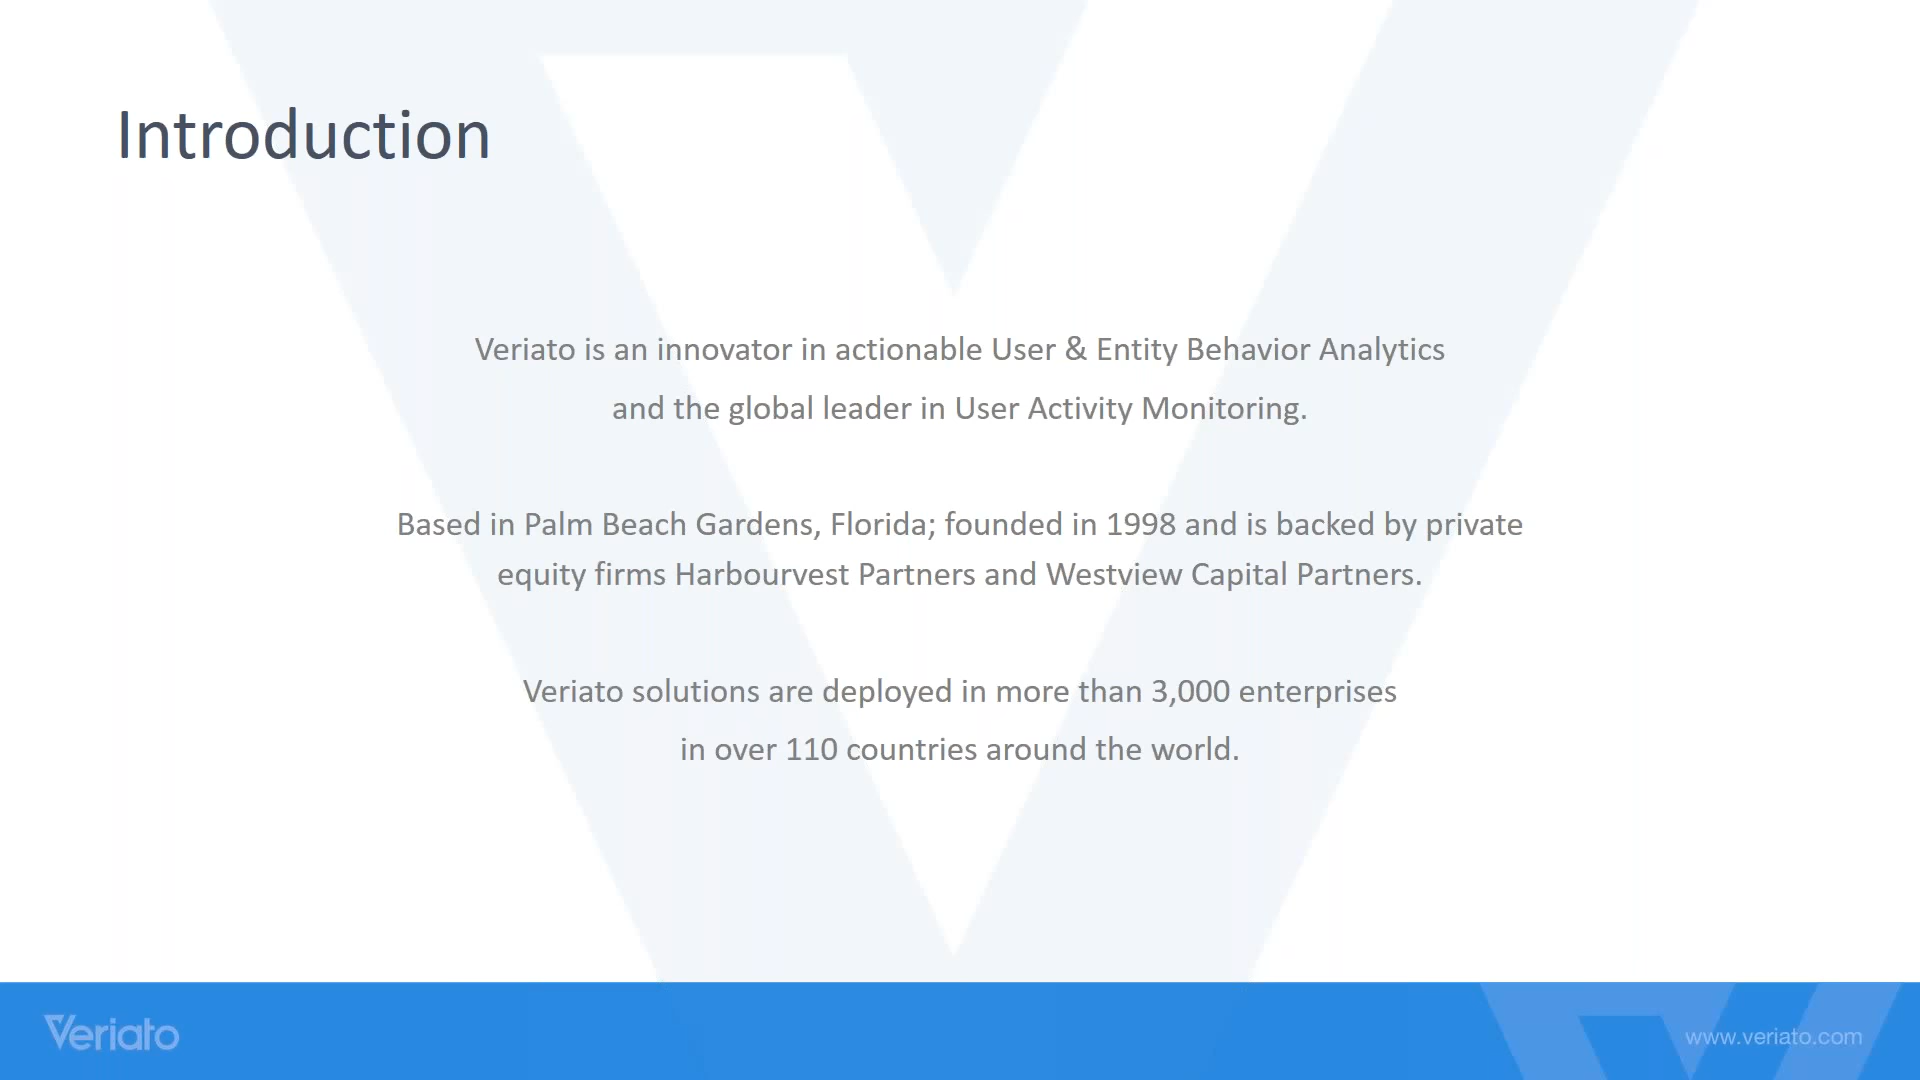 Introduction
Veriato is an innovator in actionable User & Entity Behavior Analytics
and the global leader in User Activity Monitoring.
Based in Palm Beach Gardens, Florida; founded in 1998 and is backed by private
equity firms Harbourvest Partners and Westview Capital Partners.
Veriato solutions are deployed in more than 3,000 enterprises
in over 110 countries around the world.
Veriato
www.veriato.com